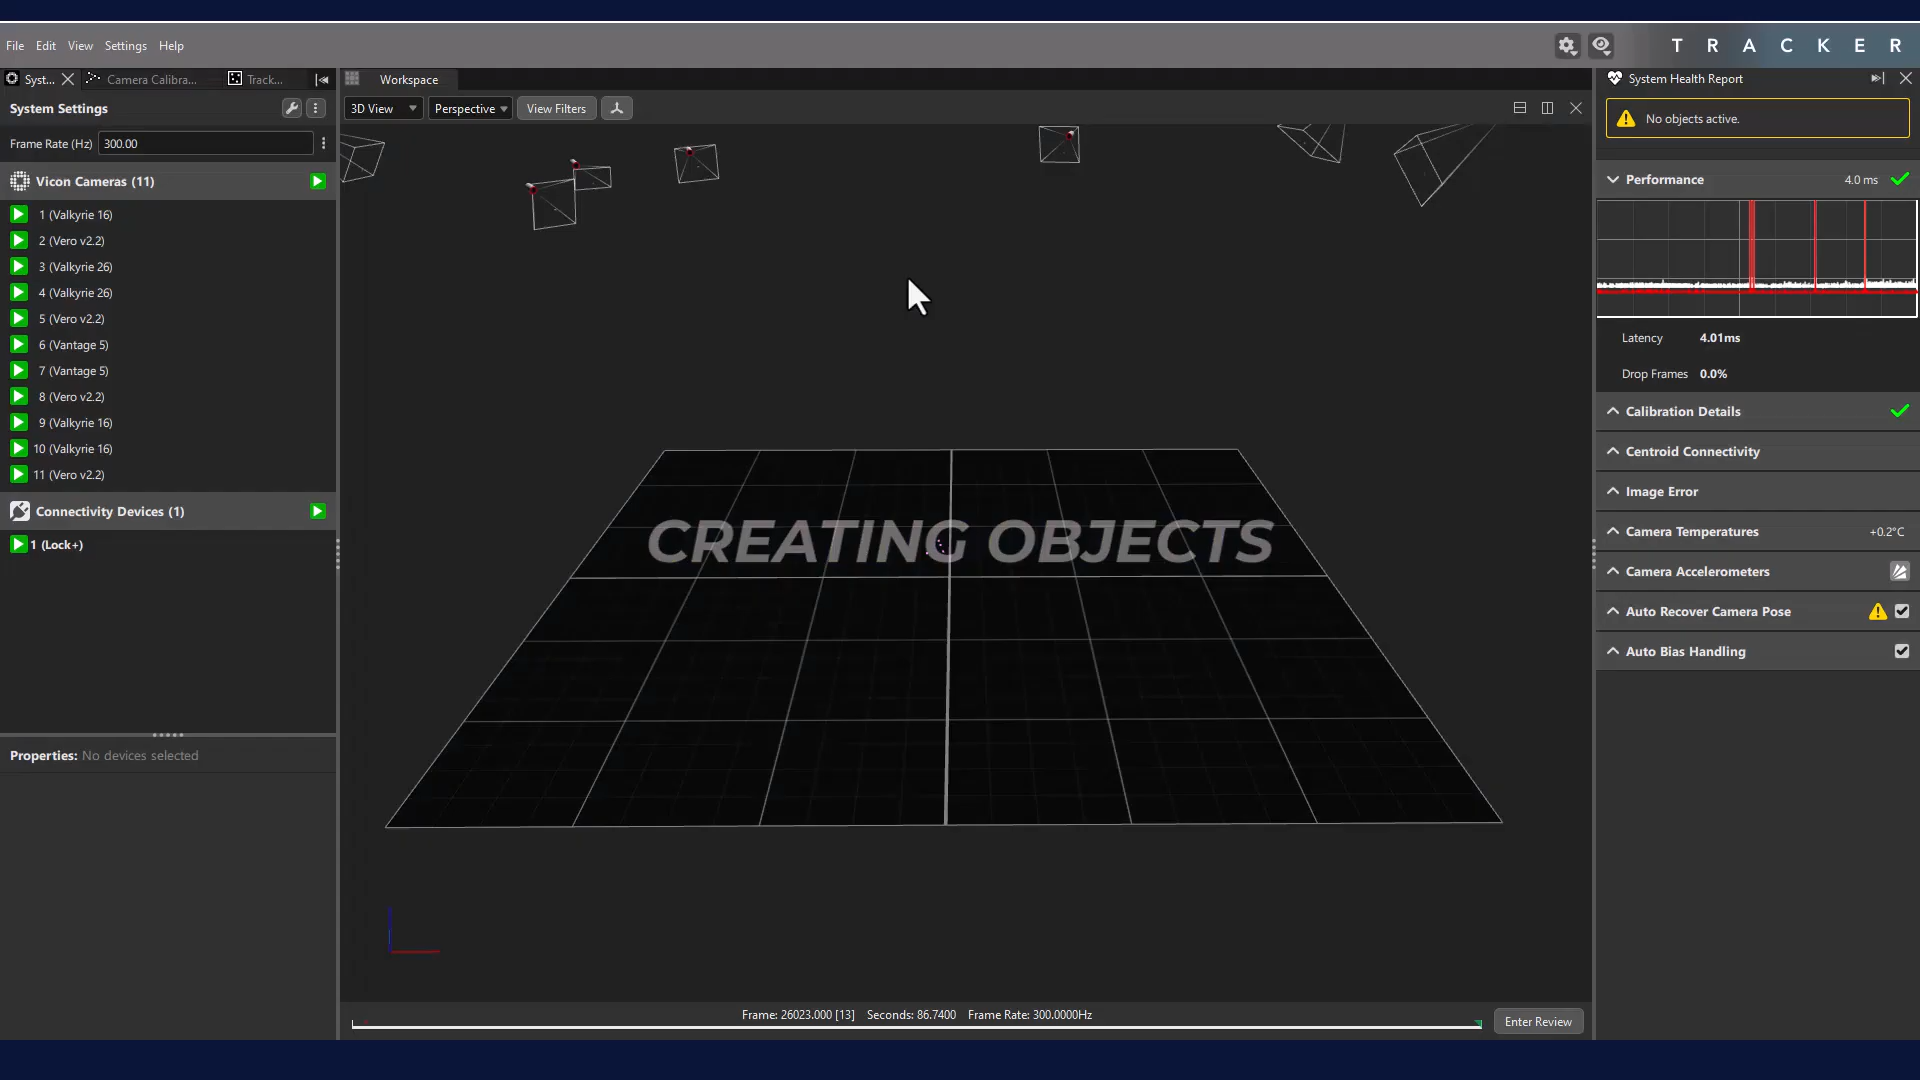 File Edit View Settings Help
T R A C K E R
Syst...
Camera Calibra...
Track...
Workspace
System Health Report
System Settings
3D View
Perspective
View Filters
No objects active.
Frame Rate (Hz) 300.00
Vicon Cameras (11)
1 (Valkyrie 16)
2 (Vero v2.2)
3 (Valkyrie 26)
4 (Valkyrie 26)
5 (Vero v2.2)
6 (Vantage 5)
7 (Vantage 5)
8 (Vero v2.2)
9 (Valkyrie 16)
10 (Valkyrie 16)
11 (Vero v2.2)
Connectivity Devices (1)
1 (Lock+)
Properties: No devices selected
CREATING OBJECTS
Frame: 26023.000 [13] Seconds: 86.7400 Frame Rate: 300.0000Hz
Enter Review
Performance 4.0 ms
Latency 4.01ms
Drop Frames 0.0%
Calibration Details
Centroid Connectivity
Image Error
Camera Temperatures +0.2°C
Camera Accelerometers
Auto Recover Camera Pose
Auto Bias Handling